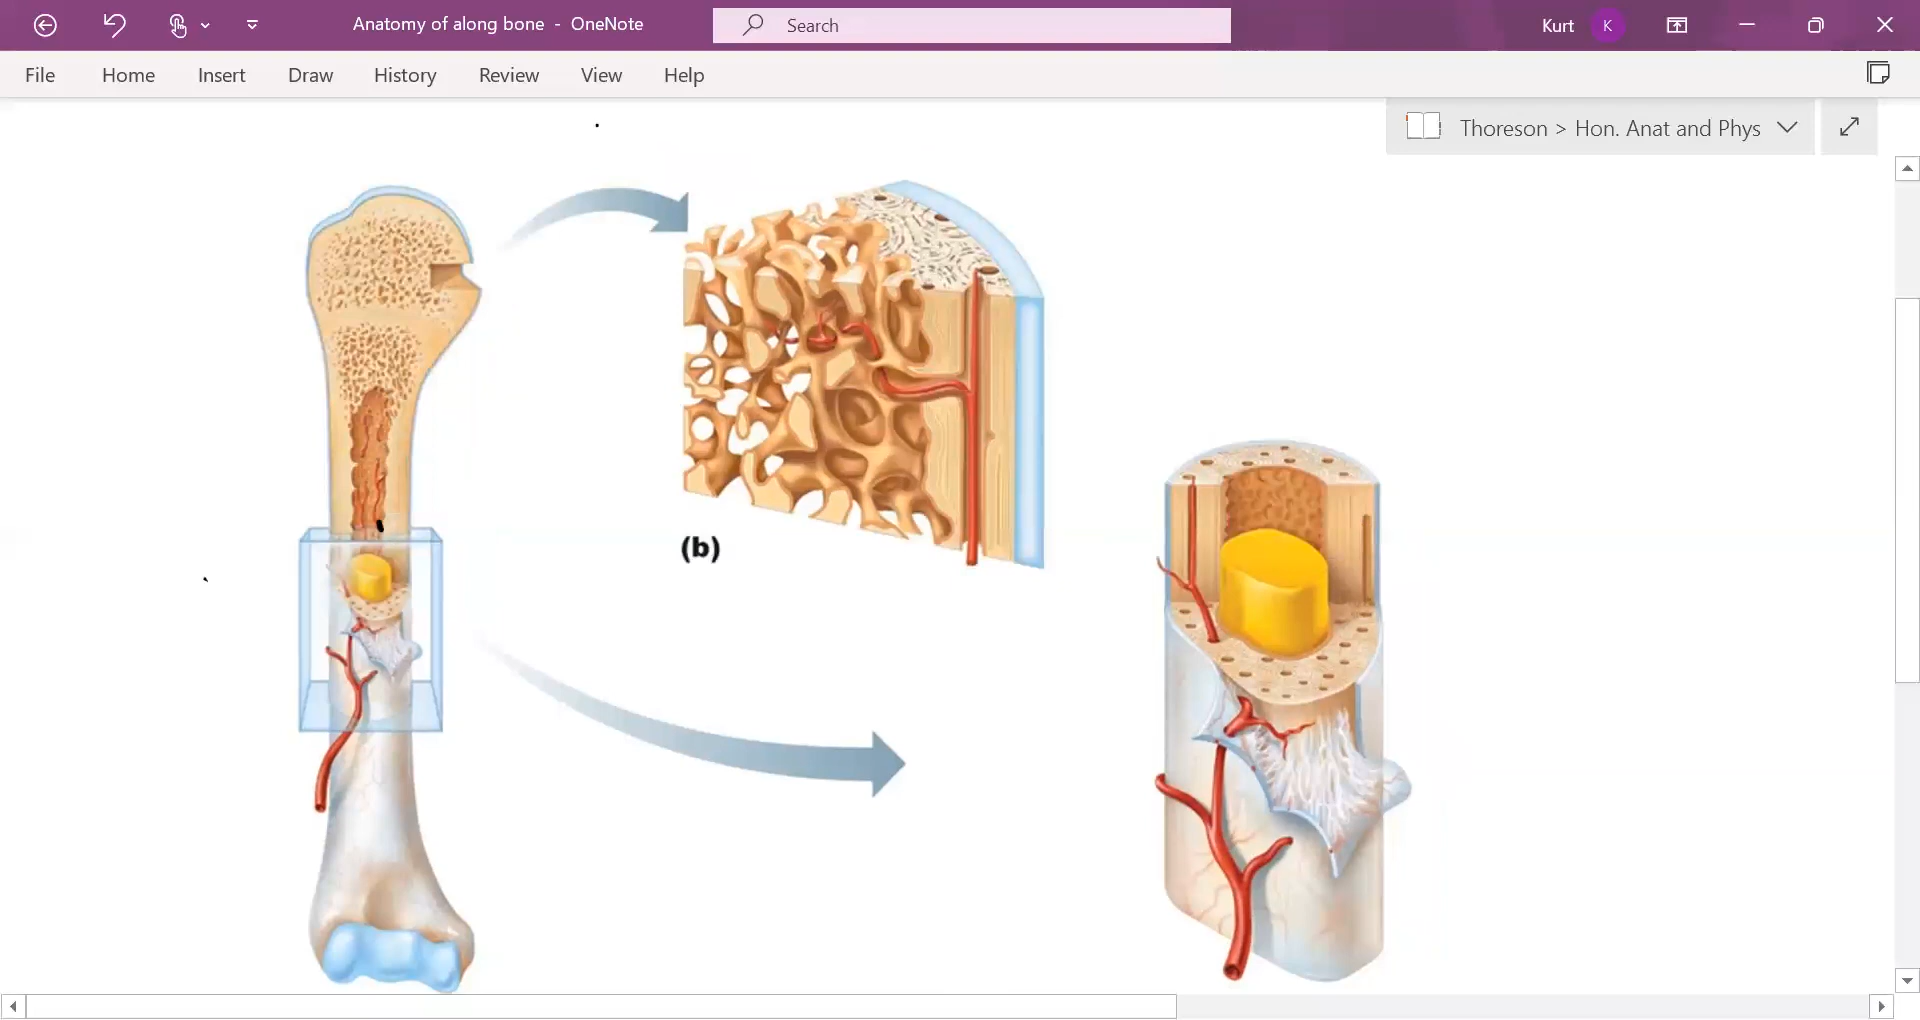 Anatomy of along bone - OneNote
Search
Kurt
K
File Home Insert Draw History Review View Help
Thoreson > Hon. Anat and Phys
(b)